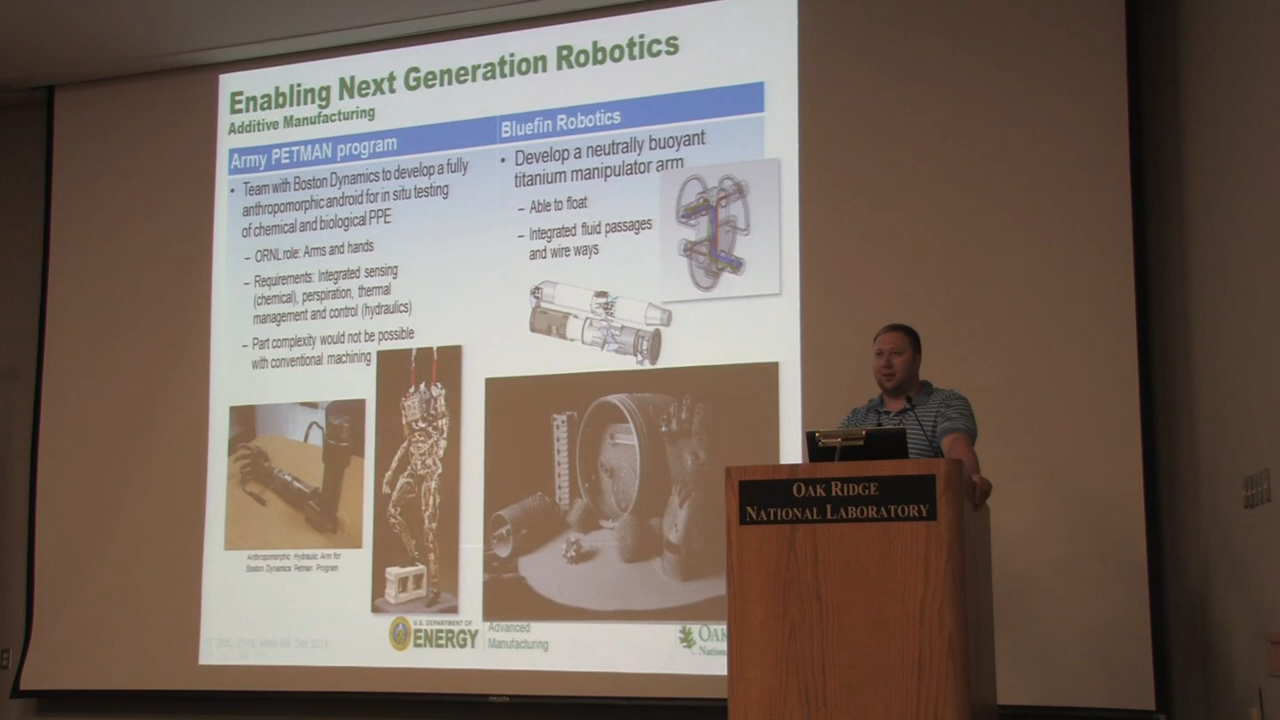 Enabling Next Generation Robotics
Additive Manufacturing
Army PETMAN program
• Team with Boston Dynamics to develop a fully
anthropomorphic android for in situ testing
of chemical and biological PPE
– ORNL role: Arms and hands
– Requirements: Integrated sensing
(chemical), perspiration, thermal
management and control (hydraulics)
– Part complexity would not be possible
with conventional machining
Anthropomorphic Hydraulic Arm for
Boston Dynamics Petman Program
Bluefin Robotics
• Develop a neutrally buoyant
titanium manipulator arm
– Able to float
– Integrated fluid passages
and wire ways
U.S. DEPARTMENT OF
ENERGY
Advanced
Manufacturing
OAK
Nation
OAK RIDGE
NATIONAL LABORATORY